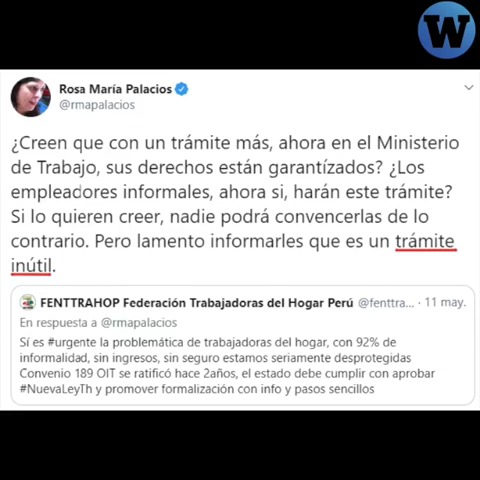 W
Rosa María Palacios
@rmapalacios
¿Creen que con un trámite más, ahora en el Ministerio
de Trabajo, sus derechos están garantízados? ¿Los
empleadores informales, ahora si, harán este trámite?
Si lo quieren creer, nadie podrá convencerlas de lo
contrario. Pero lamento informarles que es un trámite
inútil.
FENTTRAHOP Federación Trabajadoras del Hogar Perú @fenttra... · 11 may.
En respuesta a @rmapalacios
Sí es #urgente la problemática de trabajadoras del hogar, con 92% de
informalidad, sin ingresos, sin seguro estamos seriamente desprotegidas
Convenio 189 OIT se ratificó hace 2años, el estado debe cumplir con aprobar
#NuevaLeyTh y promover formalización con info y pasos sencillos